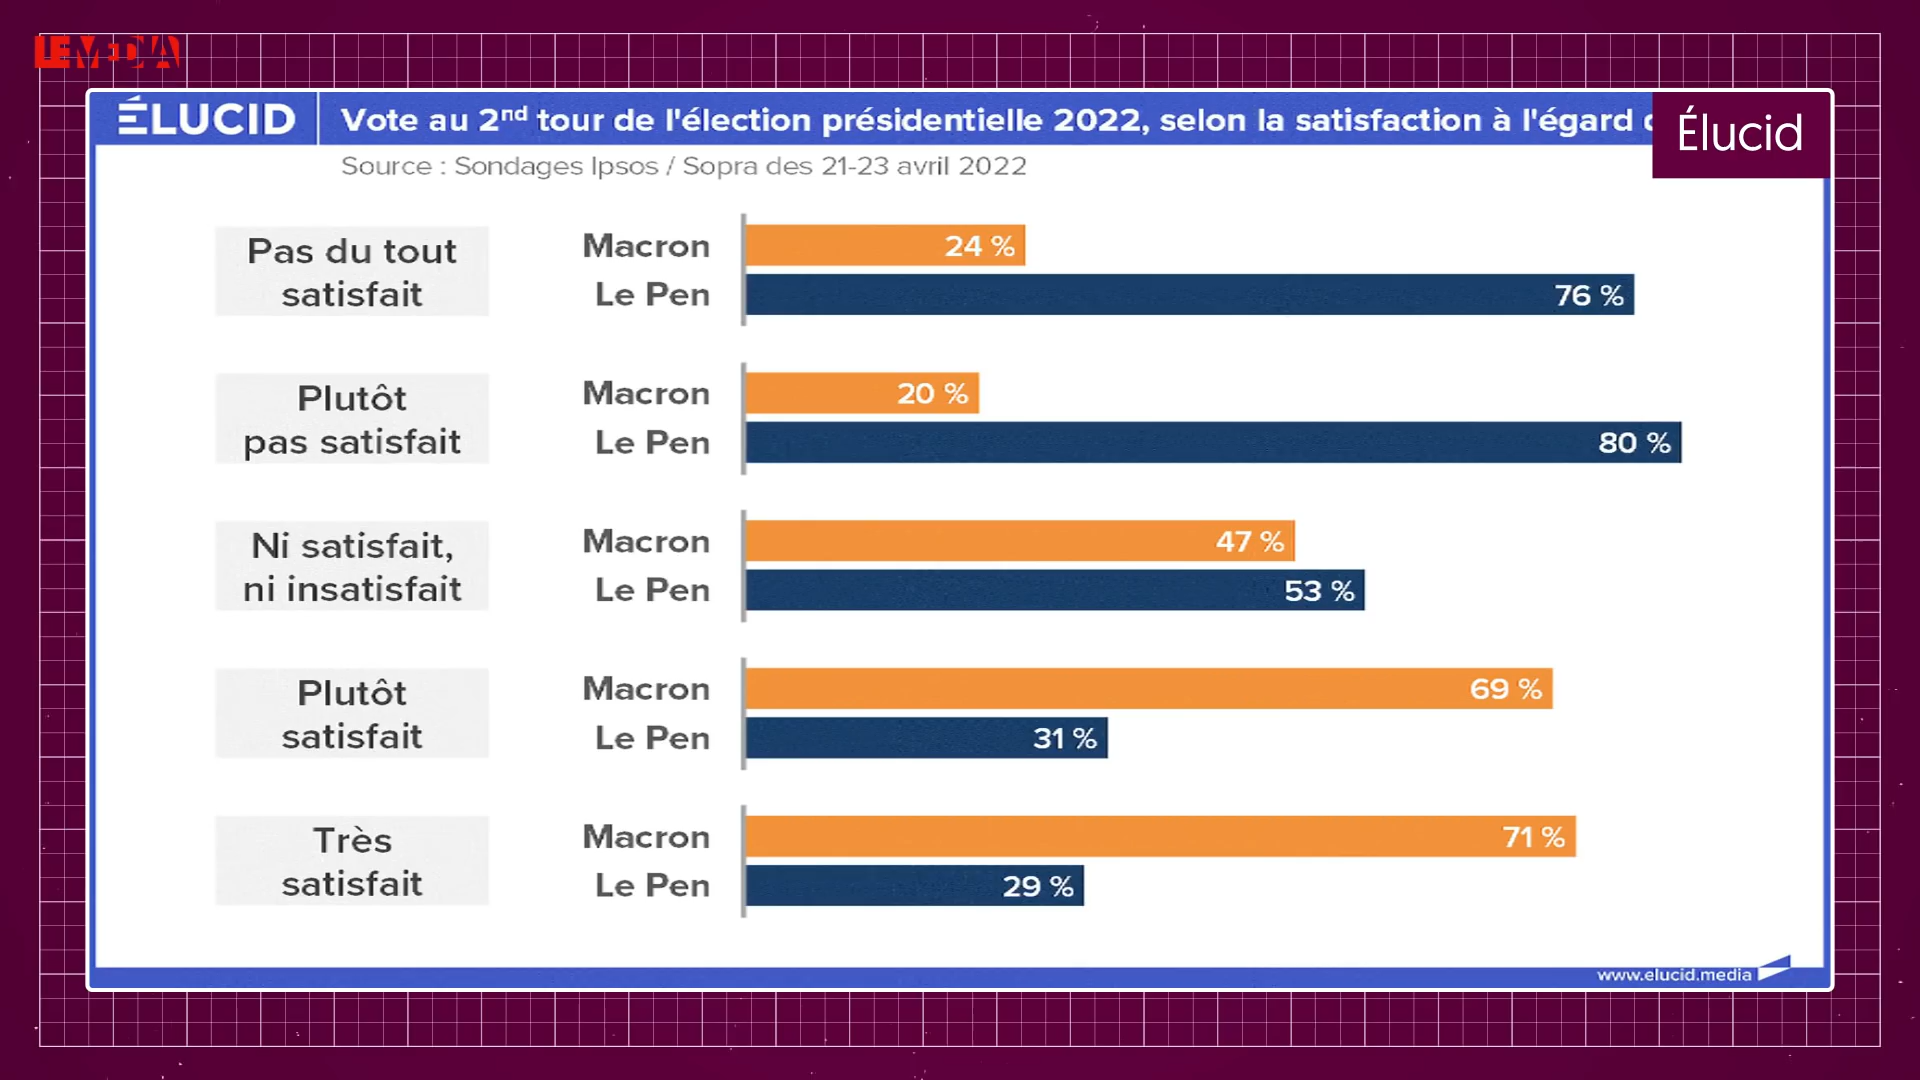 LEMEDIA
ÉLUCID
Vote au 2nd tour de l'élection présidentielle 2022, selon la satisfaction à l'égard
Élucid
Source : Sondages Ipsos / Sopra des 21-23 avril 2022
Pas du tout
satisfait
Macron 24 %
Le Pen 76 %
Plutôt
pas satisfait
Macron 20 %
Le Pen 80 %
Ni satisfait,
ni insatisfait
Macron 47 %
Le Pen 53 %
Plutôt
satisfait
Macron 69 %
Le Pen 31 %
Très
satisfait
Macron 71 %
Le Pen 29 %
www.elucid.media